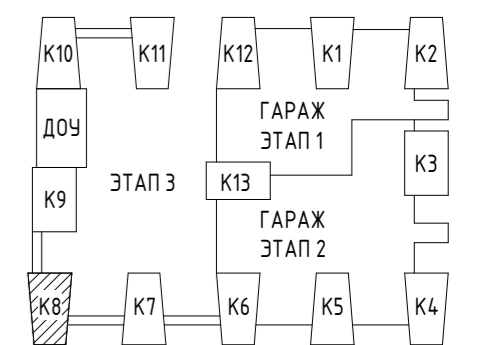 К10 К11 К12 К1 К2
ГАРАЖ
ЭТАП 1
ДОУ
К3
ЭТАП 3
К13
К9
ГАРАЖ
ЭТАП 2
К8 К7 К6 К5 К4